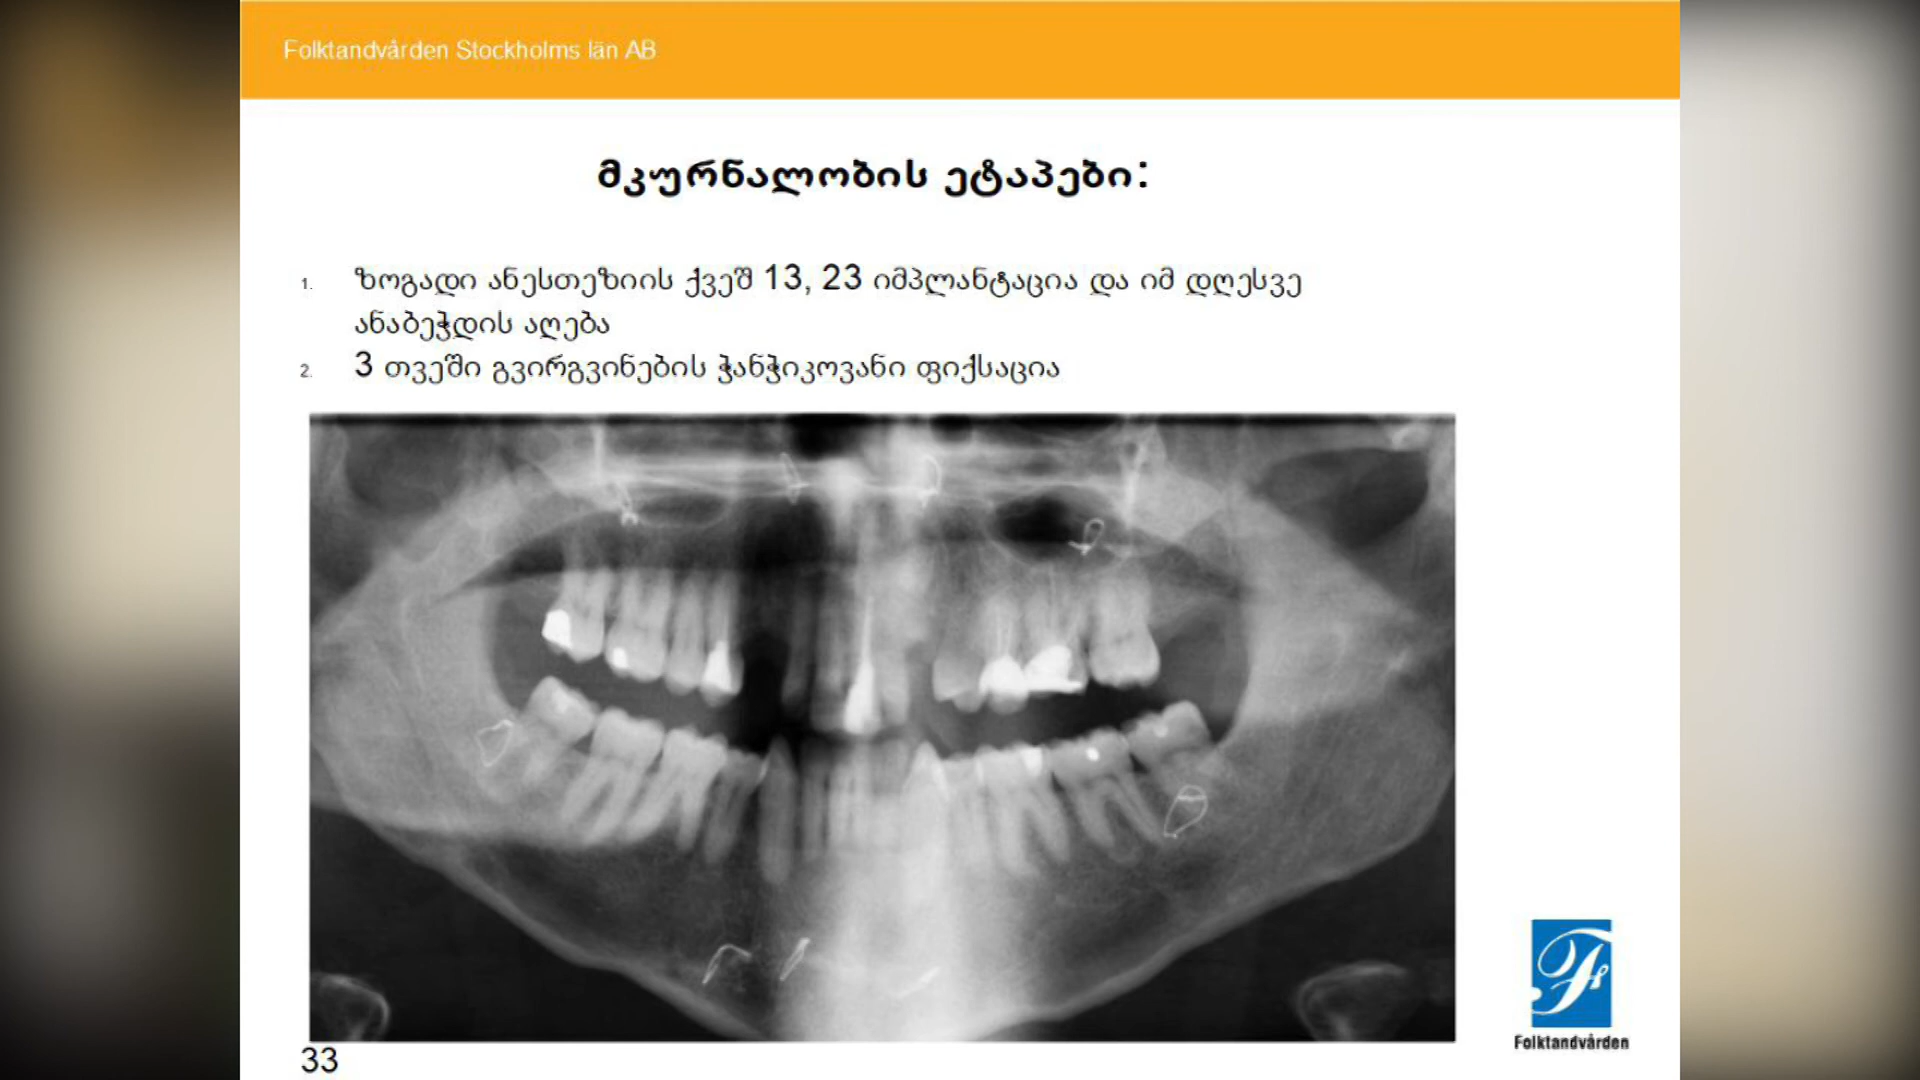 Folktandvården Stockholms län AB
მკურნალობის ეტაპები:
1. ზოგადი ანესთეზიის ქვეშ 13, 23 იმპლანტაცია და იმ დღესვე
ანაბეჭდის აღება
2. 3 თვეში გვირგვინების ჭანჭიკოვანი ფიქსაცია
Folktandvården
33